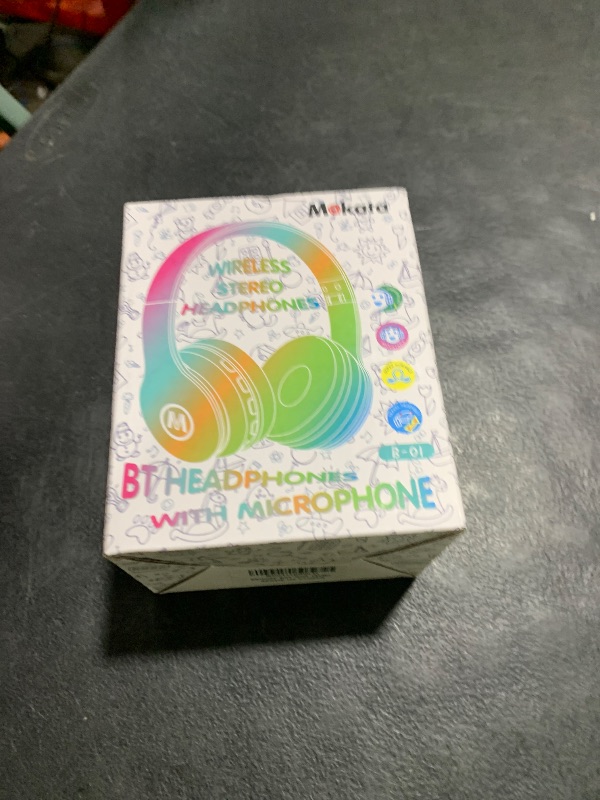 Mokata
WIRELESS
STEREO
HEADPHONES
M
B-01
BT HEADPHONES
WITH MICROPHONE